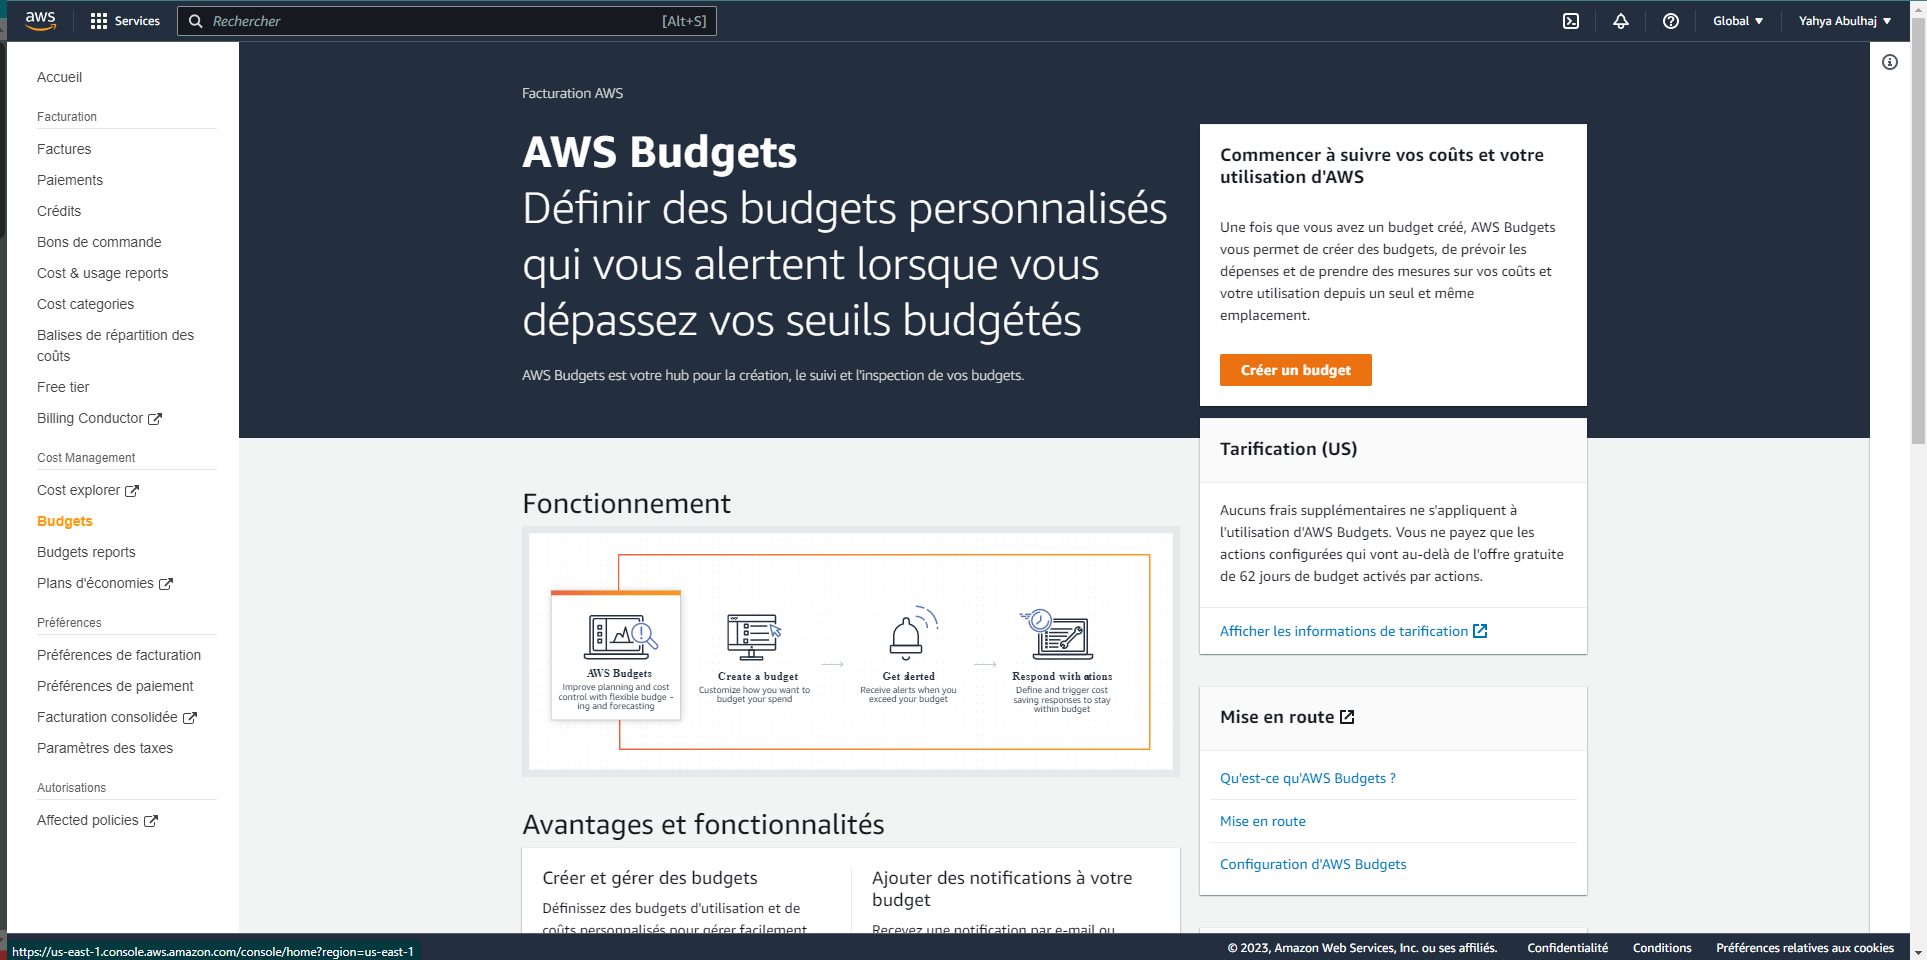 aws
Services
Rechercher
[Alt+S]
Global
Yahya Abulhaj
Accueil
Facturation
Factures
Paiements
Crédits
Bons de commande
Cost & usage reports
Cost categories
Balises de répartition des
coûts
Free tier
Billing Conductor
Cost Management
Cost explorer
Budgets
Budgets reports
Plans d'économies
Préférences
Préférences de facturation
Préférences de paiement
Facturation consolidée
Paramètres des taxes
Autorisations
Affected policies
Facturation AWS
AWS Budgets
Définir des budgets personnalisés
qui vous alertent lorsque vous
dépassez vos seuils budgétés
AWS Budgets est votre hub pour la création, le suivi et l'inspection de vos budgets.
Commencer à suivre vos coûts et votre
utilisation d'AWS
Une fois que vous avez un budget créé, AWS Budgets
vous permet de créer des budgets, de prévoir les
dépenses et de prendre des mesures sur vos coûts et
votre utilisation depuis un seul et même
emplacement.
Créer un budget
Tarification (US)
Aucuns frais supplémentaires ne s'appliquent à
l'utilisation d'AWS Budgets. Vous ne payez que les
actions configurées qui vont au-delà de l'offre gratuite
de 62 jours de budget activés par actions.
Afficher les informations de tarification
Mise en route
Qu'est-ce qu'AWS Budgets ?
Mise en route
Configuration d'AWS Budgets
Fonctionnement
AWS Budgets
Improve planning and cost
control with flexible budge -
ing and forecasting
Create a budget
Customize how you want to
budget your spend
Get alerted
Receive alerts when you
exceed your budget
Respond with actions
Define and trigger cost
saving responses to stay
within budget
Avantages et fonctionnalités
Créer et gérer des budgets
Définissez des budgets d'utilisation et de
coûts personnalisés pour gérer facilement
Ajouter des notifications à votre
budget
Recevez une notification par e-mail ou
https://us-east-1.console.aws.amazon.com/console/home?region=us-east-1
© 2023, Amazon Web Services, Inc. ou ses affiliés.
Confidentialité
Conditions
Préférences relatives aux cookies